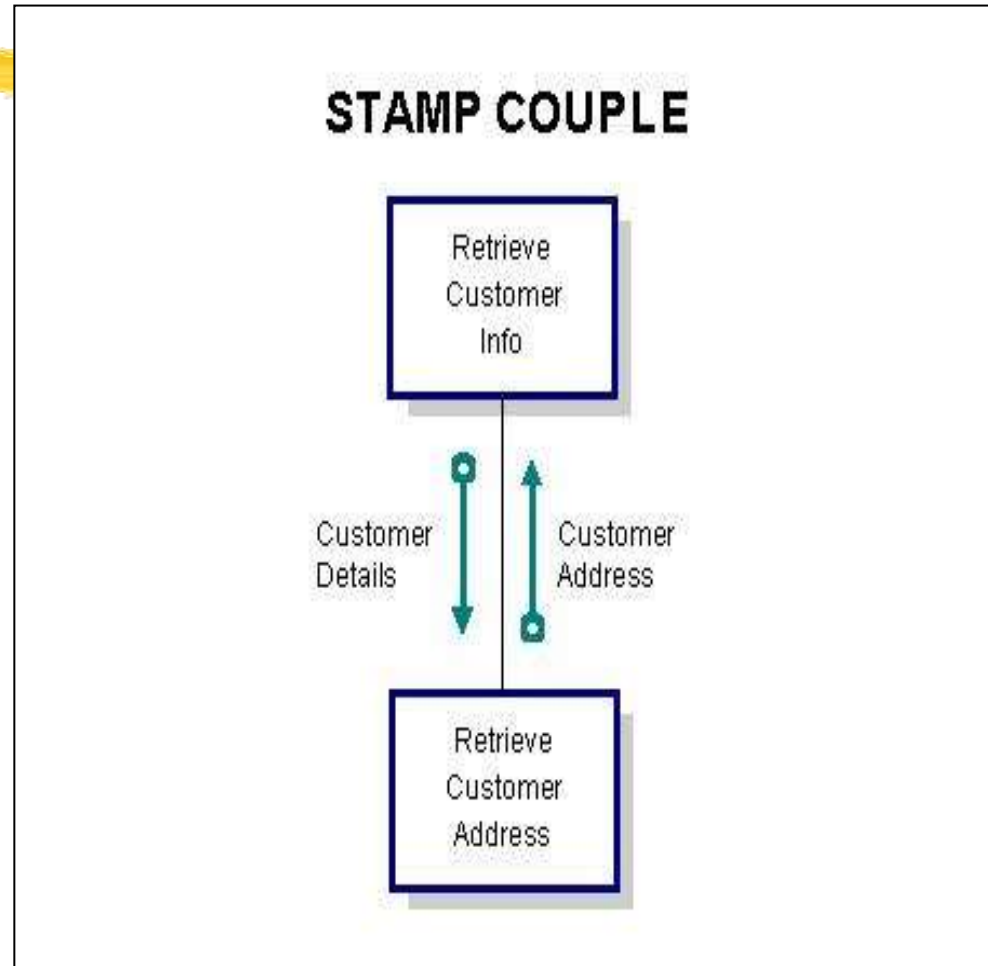 STAMP COUPLE
Retrieve
Customer
Info
Customer
Details
Customer
Address
Retrieve
Customer
Address